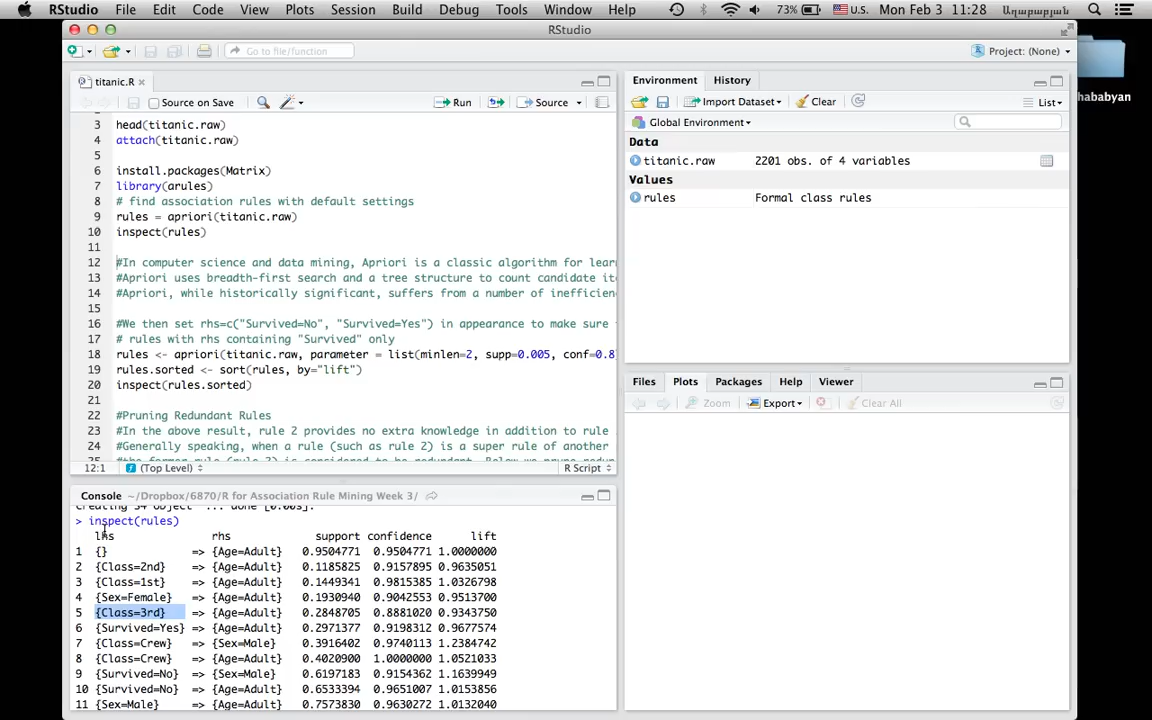 RStudio File Edit Code View Plots Session Build Debug Tools Window Help 73% U.S. Mon Feb 3 11:28 Աղաբաբյան
RStudio
Go to file/function
Project: (None)
titanic.R
Source on Save
Run
Source
3 head(titanic.raw)
4 attach(titanic.raw)
5
6 install.packages(Matrix)
7 library(arules)
8 # find association rules with default settings
9 rules = apriori(titanic.raw)
10 inspect(rules)
11
12 #In computer science and data mining, Apriori is a classic algorithm for lear
13 #Apriori uses breadth-first search and a tree structure to count candidate it
14 #Apriori, while historically significant, suffers from a number of inefficien
15
16 #We then set rhs=c("Survived=No", "Survived=Yes") in appearance to make sure
17 # rules with rhs containing "Survived" only
18 rules <- apriori(titanic.raw, parameter = list(minlen=2, supp=0.005, conf=0.8
19 rules.sorted <- sort(rules, by="lift")
20 inspect(rules.sorted)
21
22 #Pruning Redundant Rules
23 #In the above result, rule 2 provides no extra knowledge in addition to rule
24 #Generally speaking, when a rule (such as rule 2) is a super rule of another
12:1 (Top Level) R Script
Console ~/Dropbox/6870/R for Association Rule Mining Week 3/
> inspect(rules)
lhs rhs support confidence lift
1 {} => {Age=Adult} 0.9504771 0.9504771 1.0000000
2 {Class=2nd} => {Age=Adult} 0.1185825 0.9157895 0.9635051
3 {Class=1st} => {Age=Adult} 0.1449341 0.9815385 1.0326798
4 {Sex=Female} => {Age=Adult} 0.1930940 0.9042553 0.9513700
5 {Class=3rd} => {Age=Adult} 0.2848705 0.8881020 0.9343750
6 {Survived=Yes} => {Age=Adult} 0.2971377 0.9198312 0.9677574
7 {Class=Crew} => {Sex=Male} 0.3916402 0.9740113 1.2384742
8 {Class=Crew} => {Age=Adult} 0.4020900 1.0000000 1.0521033
9 {Survived=No} => {Sex=Male} 0.6197183 0.9154362 1.1639949
10 {Survived=No} => {Age=Adult} 0.6533394 0.9651007 1.0153856
11 {Sex=Male} => {Age=Adult} 0.7573830 0.9630272 1.0132040
Environment History
Import Dataset Clear List
Global Environment
Data
titanic.raw 2201 obs. of 4 variables
Values
rules Formal class rules
Files Plots Packages Help Viewer
Zoom Export Clear All
hababyan